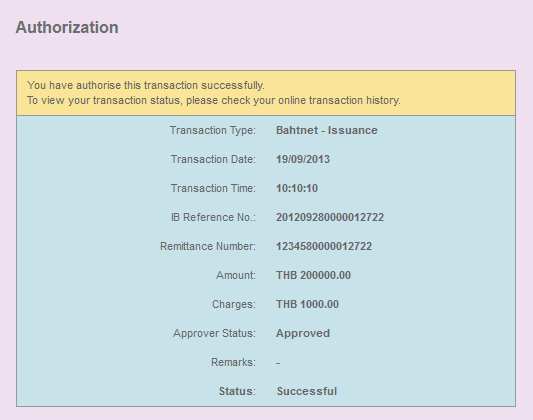 Authorization
You have authorise this transaction successfully.
To view your transaction status, please check your online transaction history.
Transaction Type: Bahtnet - Issuance
Transaction Date: 19/09/2013
Transaction Time: 10:10:10
IB Reference No.: 201209280000012722
Remittance Number: 1234580000012722
Amount: THB 200000.00
Charges: THB 1000.00
Approver Status: Approved
Remarks: -
Status: Successful